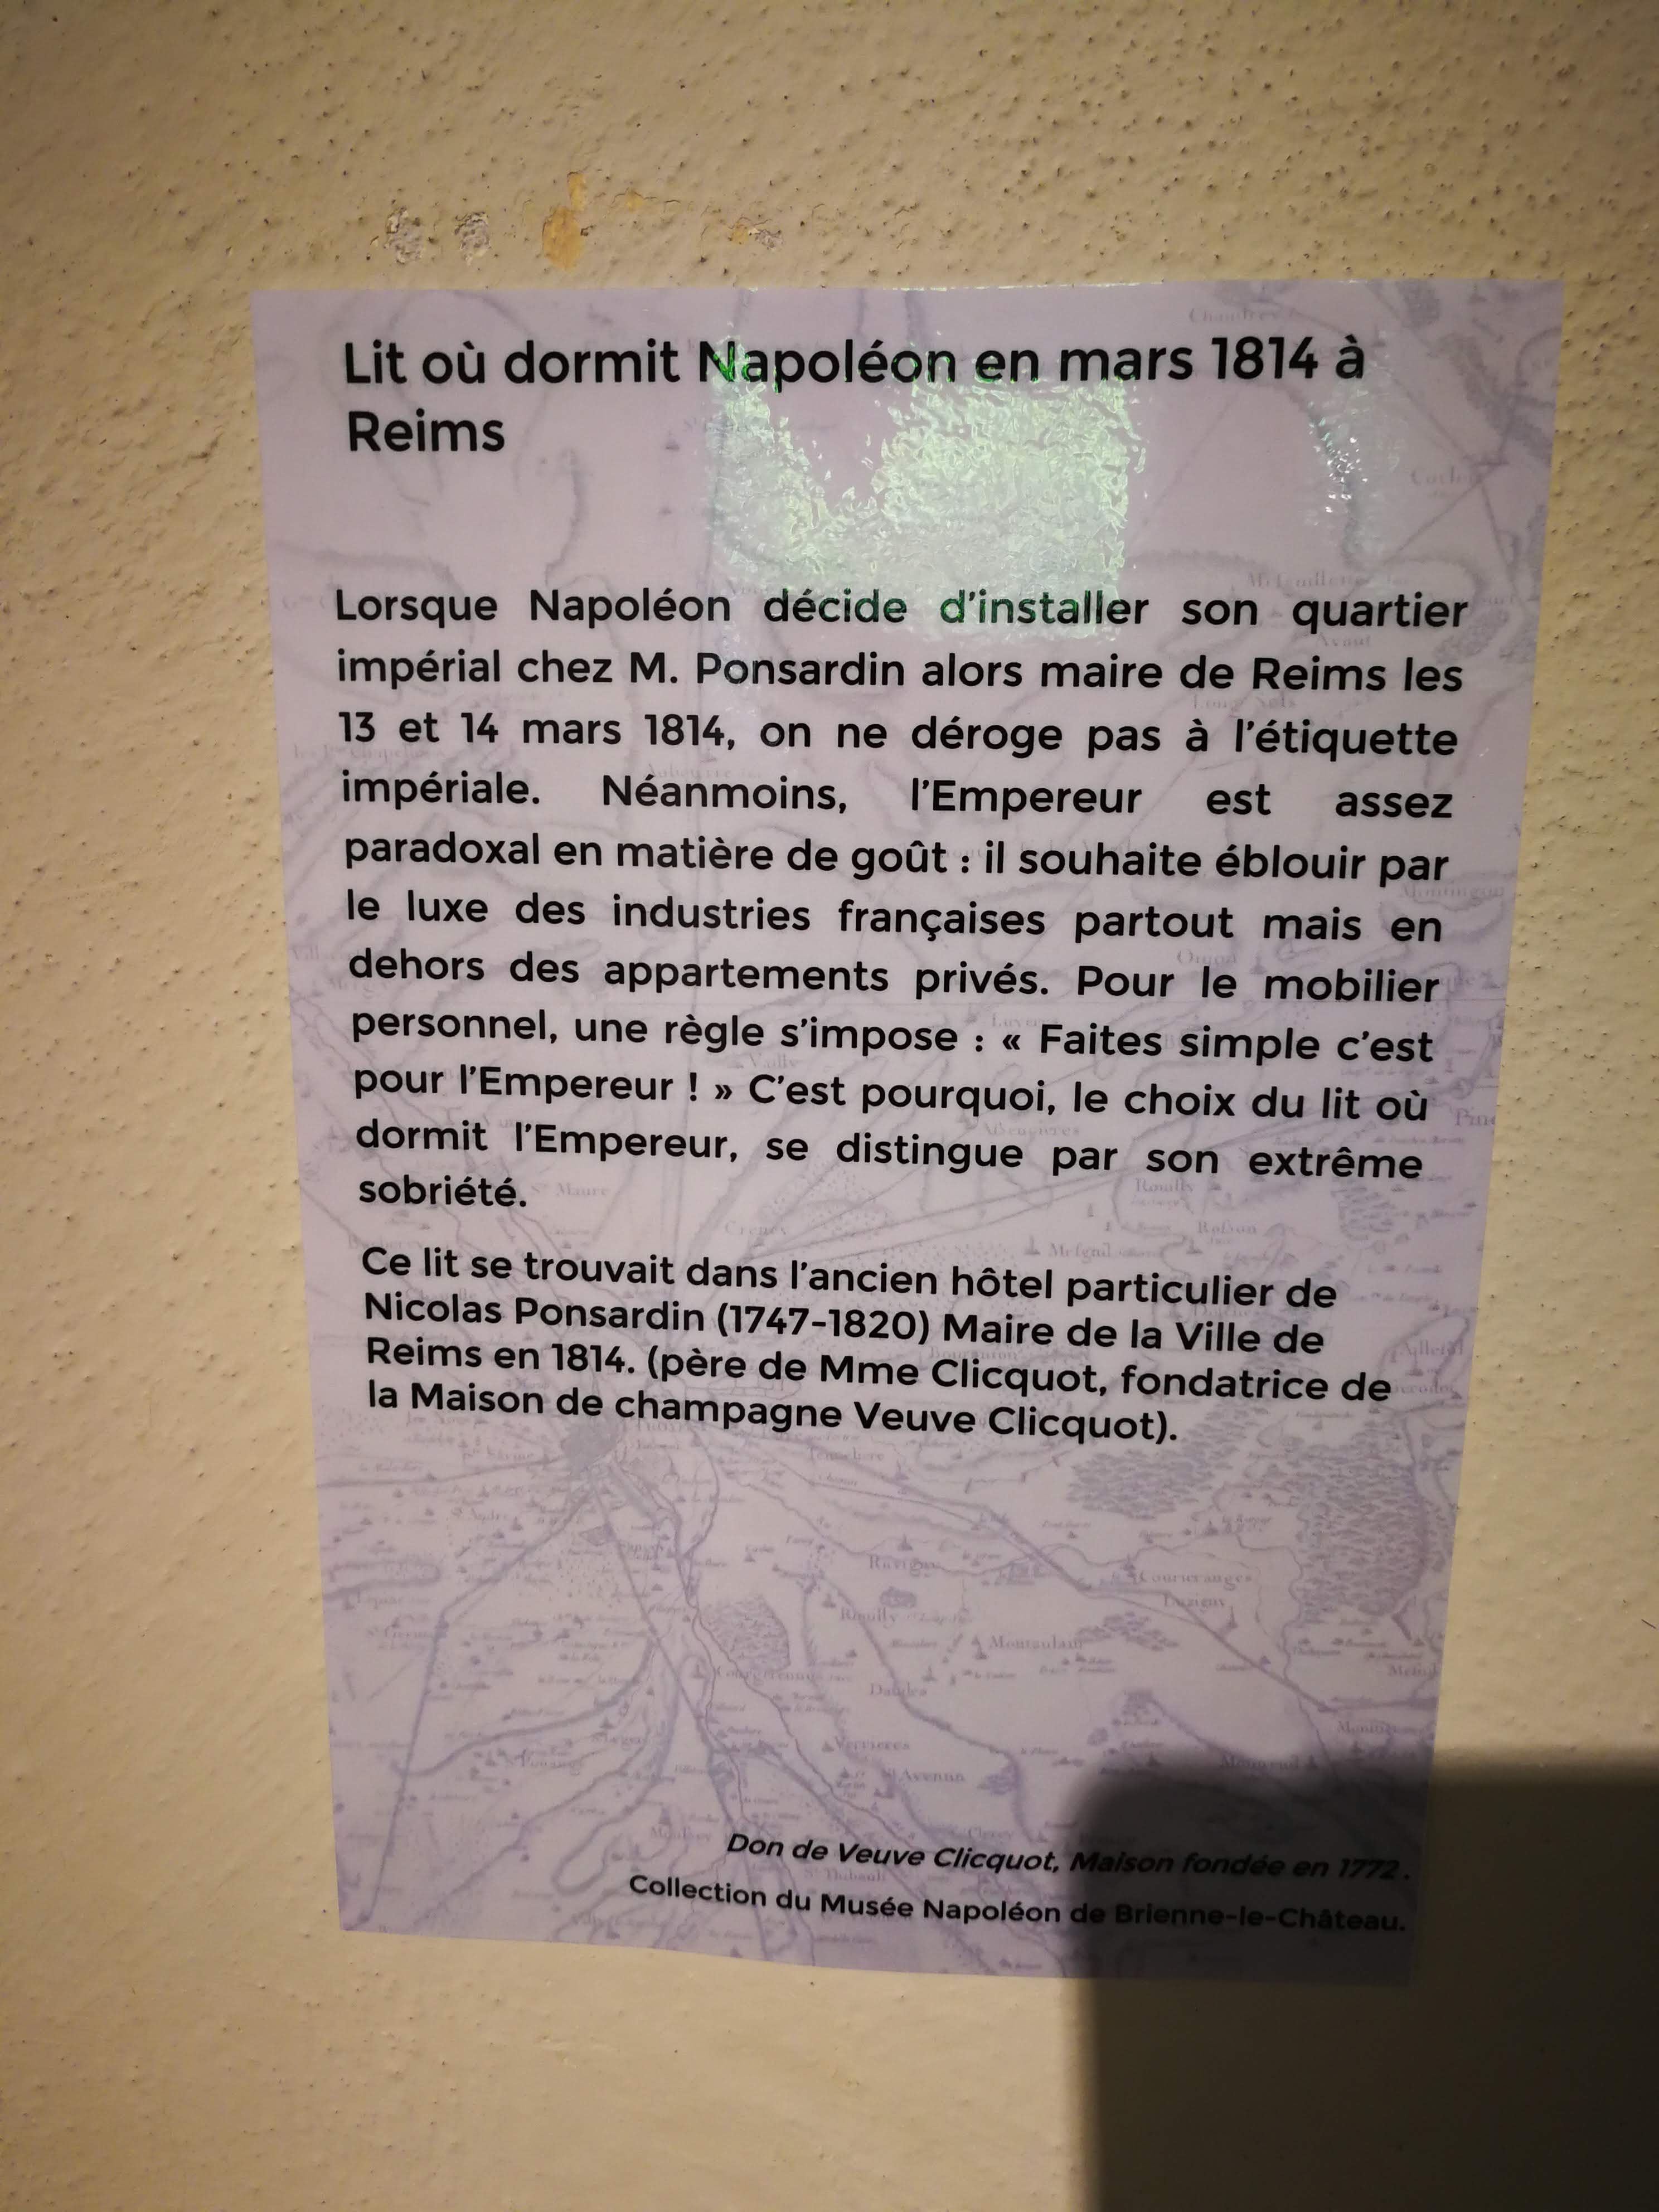 Lit où dormit Napoléon en mars 1814 à
Reims
Lorsque Napoléon décide d'installer son quartier
impérial chez M. Ponsardin alors maire de Reims les
13 et 14 mars 1814, on ne déroge pas à l'étiquette
impériale. Néanmoins, l'Empereur est assez
paradoxal en matière de goût : il souhaite éblouir par
le luxe des industries françaises partout mais en
dehors des appartements privés. Pour le mobilier
personnel, une règle s'impose : « Faites simple c'est
pour l'Empereur ! » C'est pourquoi, le choix du lit où
dormit l'Empereur, se distingue par son extrême
sobriété.
Ce lit se trouvait dans l'ancien hôtel particulier de
Nicolas Ponsardin (1747-1820) Maire de la Ville de
Reims en 1814. (père de Mme Clicquot, fondatrice de
la Maison de champagne Veuve Clicquot).
Creney
Rouilly
Montaulain
Verrieres
Don de Veuve Clicquot, Maison fondée en 1772.
Collection du Musée Napoléon de Brienne-le-Château.